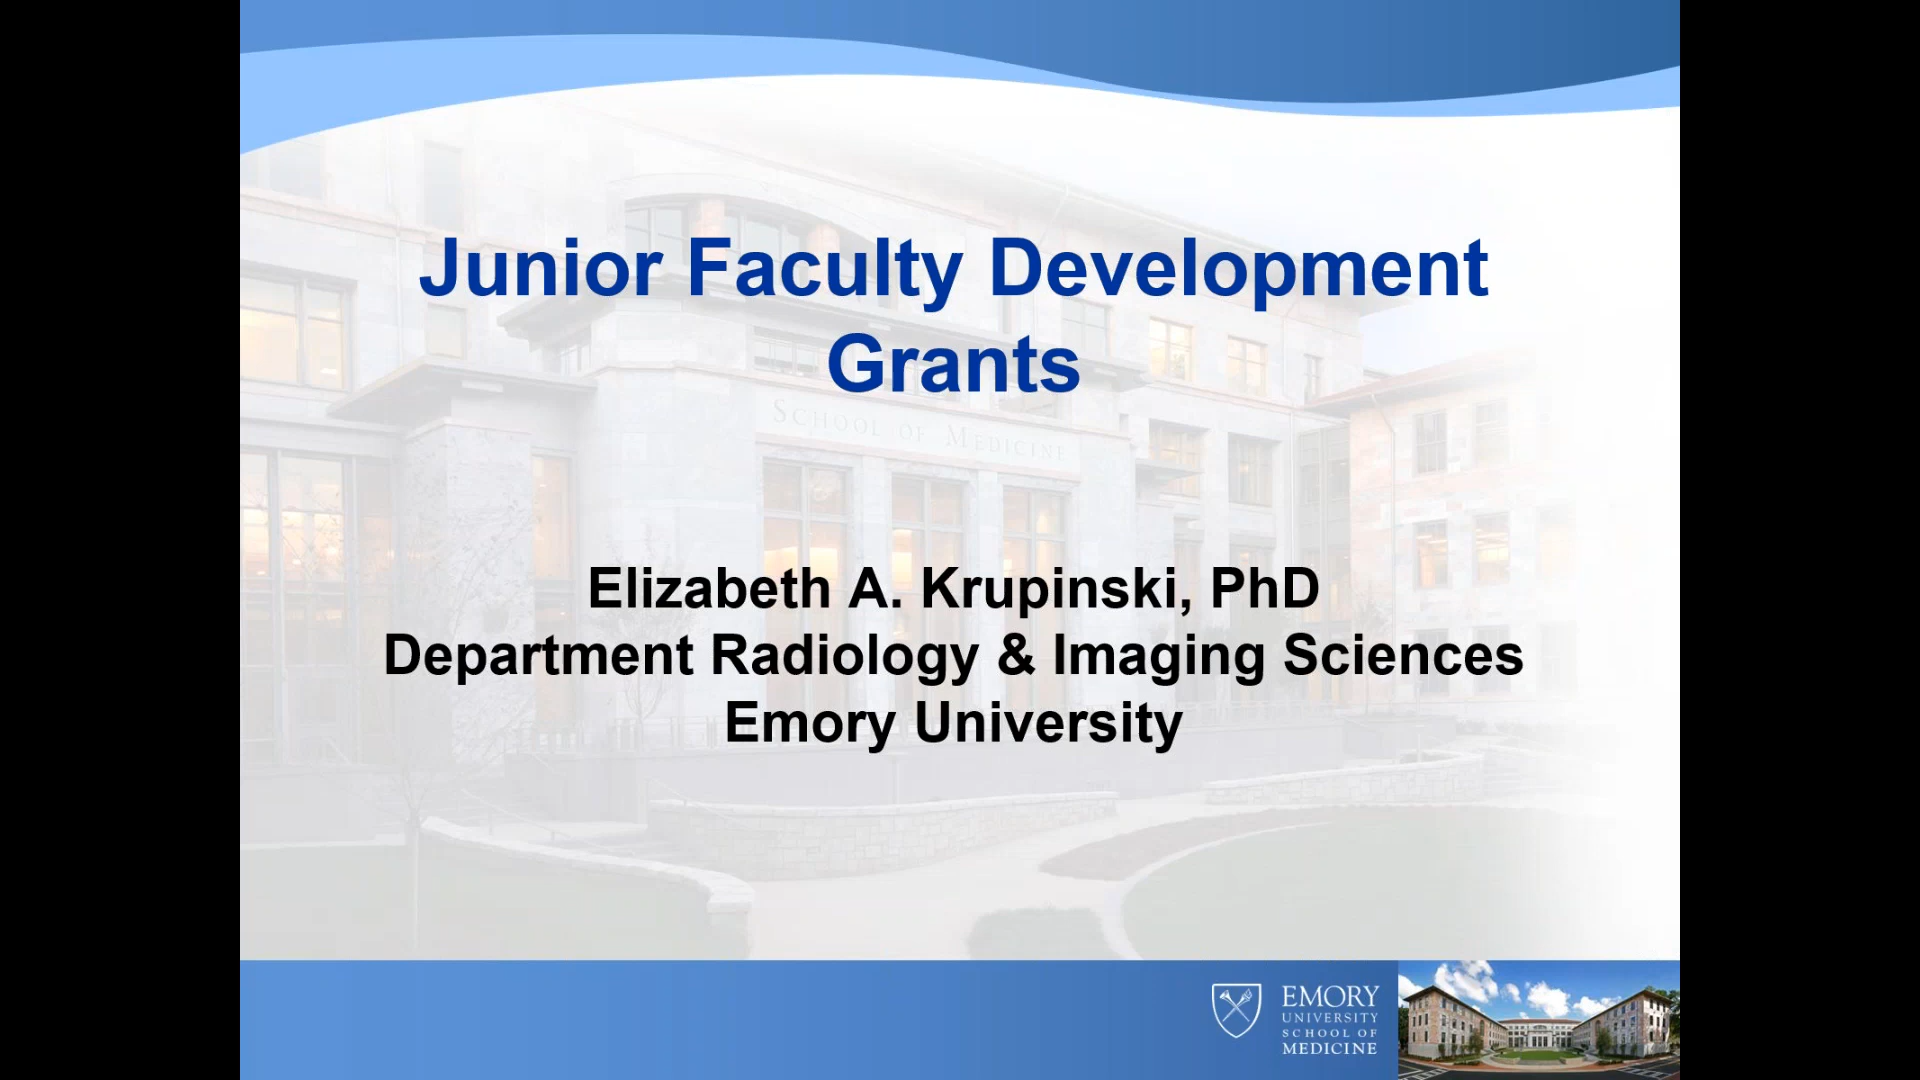 Junior Faculty Development
Grants
SCHOOL OF MEDICINE
Elizabeth A. Krupinski, PhD
Department Radiology & Imaging Sciences
Emory University
EMORY
UNIVERSITY
SCHOOL OF
MEDICINE